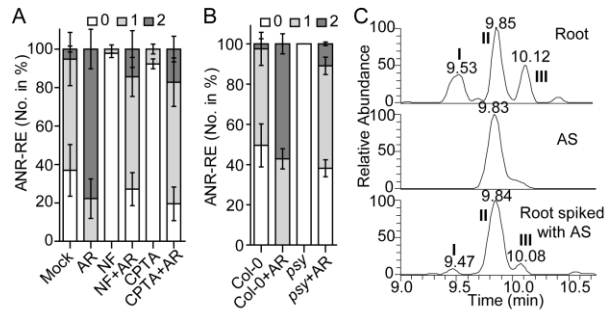 A
0 1 2
ANR-RE (No. in %)
100
80
60
40
20
0
Mock
AR
NF
NF+AR
CPTA
CPTA+AR
B
0 1 2
ANR-RE (No. in %)
100
80
60
40
20
0
Col-0
Col-0+AR
psy
psy+AR
C
Relative Abundance
100
50
0
9.53
I
II
9.85
10.12
III
Root
100
50
0
9.83
AS
100
50
0
I
9.47
II
9.84
III
10.08
Root spiked
with AS
9.0 9.5 10.0 10.5
Time (min)